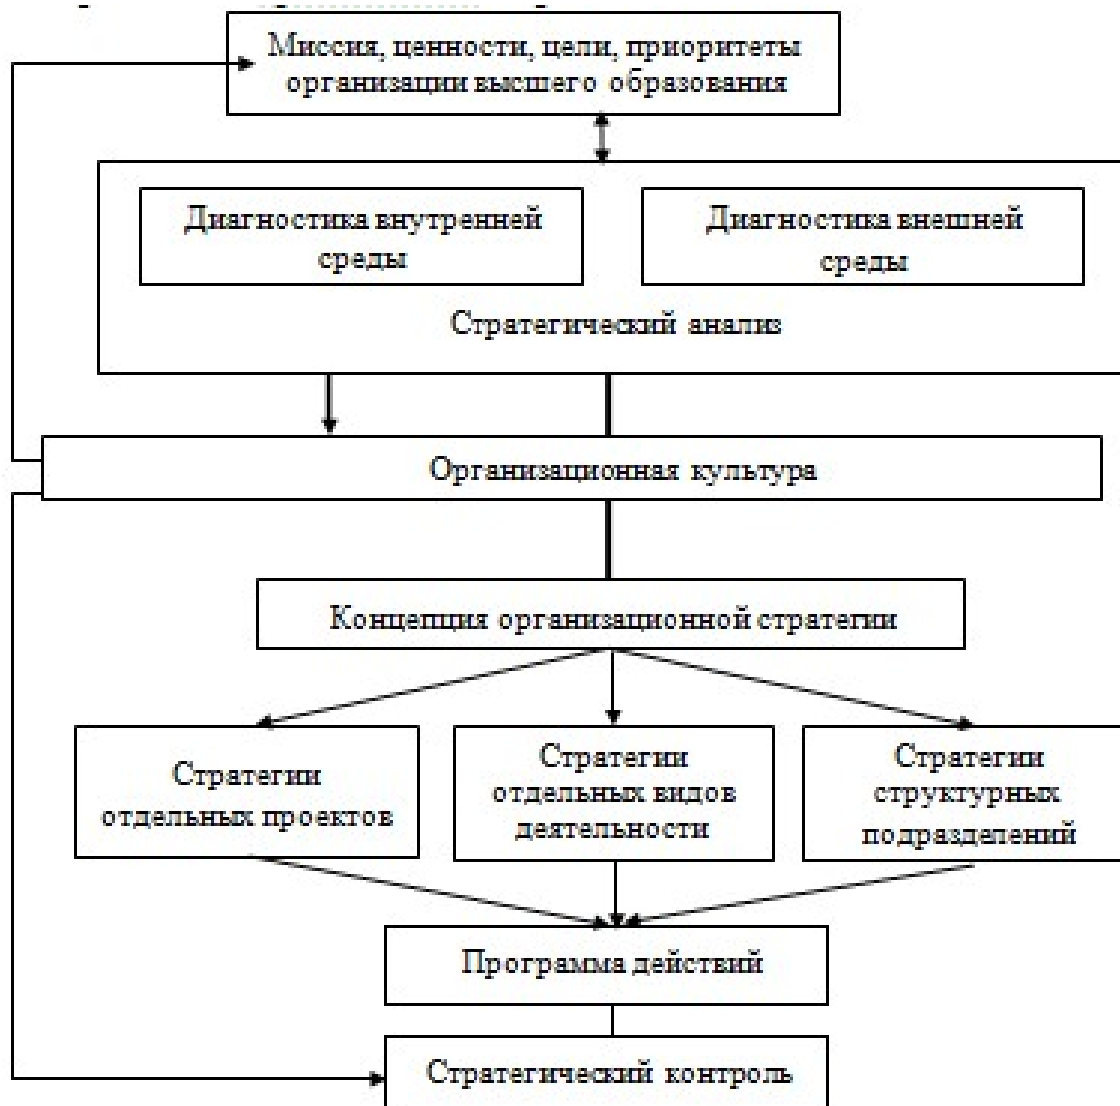 Миссия, ценности, цели, приоритеты
организации высшего образования
Диагностика внутренней
среды
Диагностика внешней
среды
Стратегический анализ
Организационная культура
Концепция организационной стратегии
Стратегии
отдельных проектов
Стратегии
отдельных видов
деятельности
Стратегии
структурных
подразделений
Программа действий
Стратегический контроль